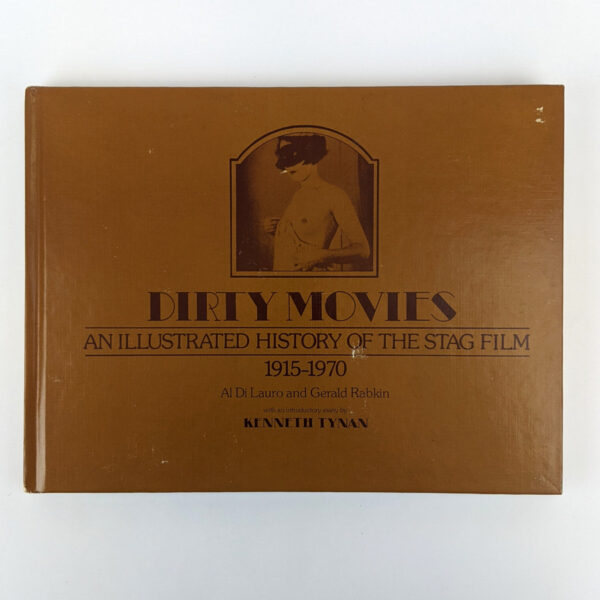 DIRTY MOVIES
AN ILLUSTRATED HISTORY OF THE STAG FILM
1915-1970
Al Di Lauro and Gerald Rabkin
with an introductory essay by
KENNETH TYNAN